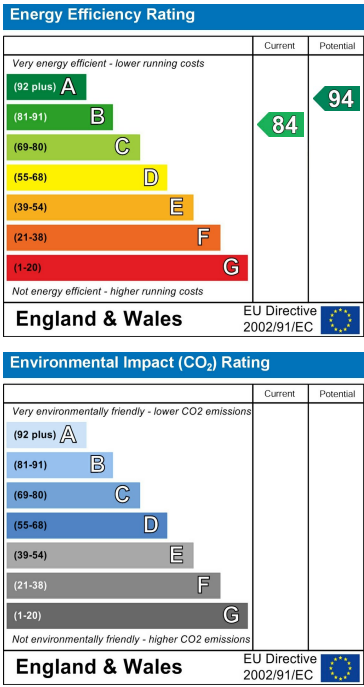 Energy Efficiency Rating
Current Potential
Very energy efficient - lower running costs
(92 plus) A
(81-91) B
(69-80) C
(55-68) D
(39-54) E
(21-38) F
(1-20) G
84
94
Not energy efficient - higher running costs
England & Wales
EU Directive
2002/91/EC
Environmental Impact (CO₂) Rating
Current Potential
Very environmentally friendly - lower CO2 emissions
(92 plus) A
(81-91) B
(69-80) C
(55-68) D
(39-54) E
(21-38) F
(1-20) G
Not environmentally friendly - higher CO2 emissions
England & Wales
EU Directive
2002/91/EC